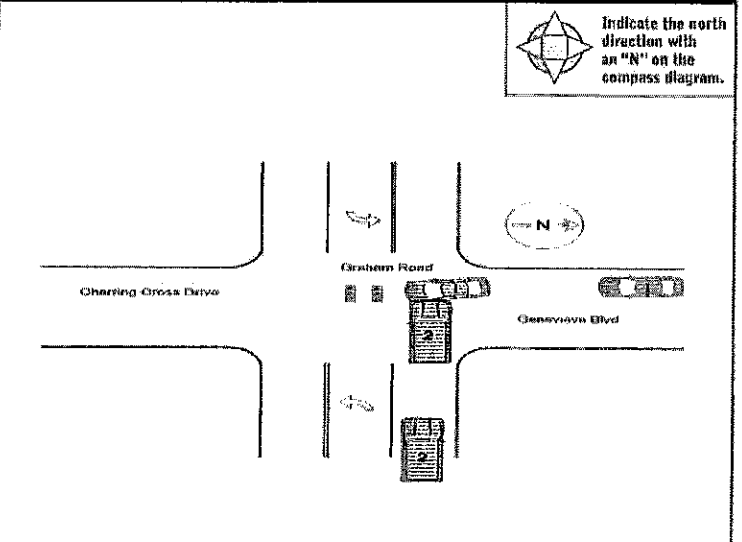 Indicate the north
direction with
an "N" on the
compass diagram.
N
Graham Road
Charring Cross Drive
Genevieve Blvd
2
2